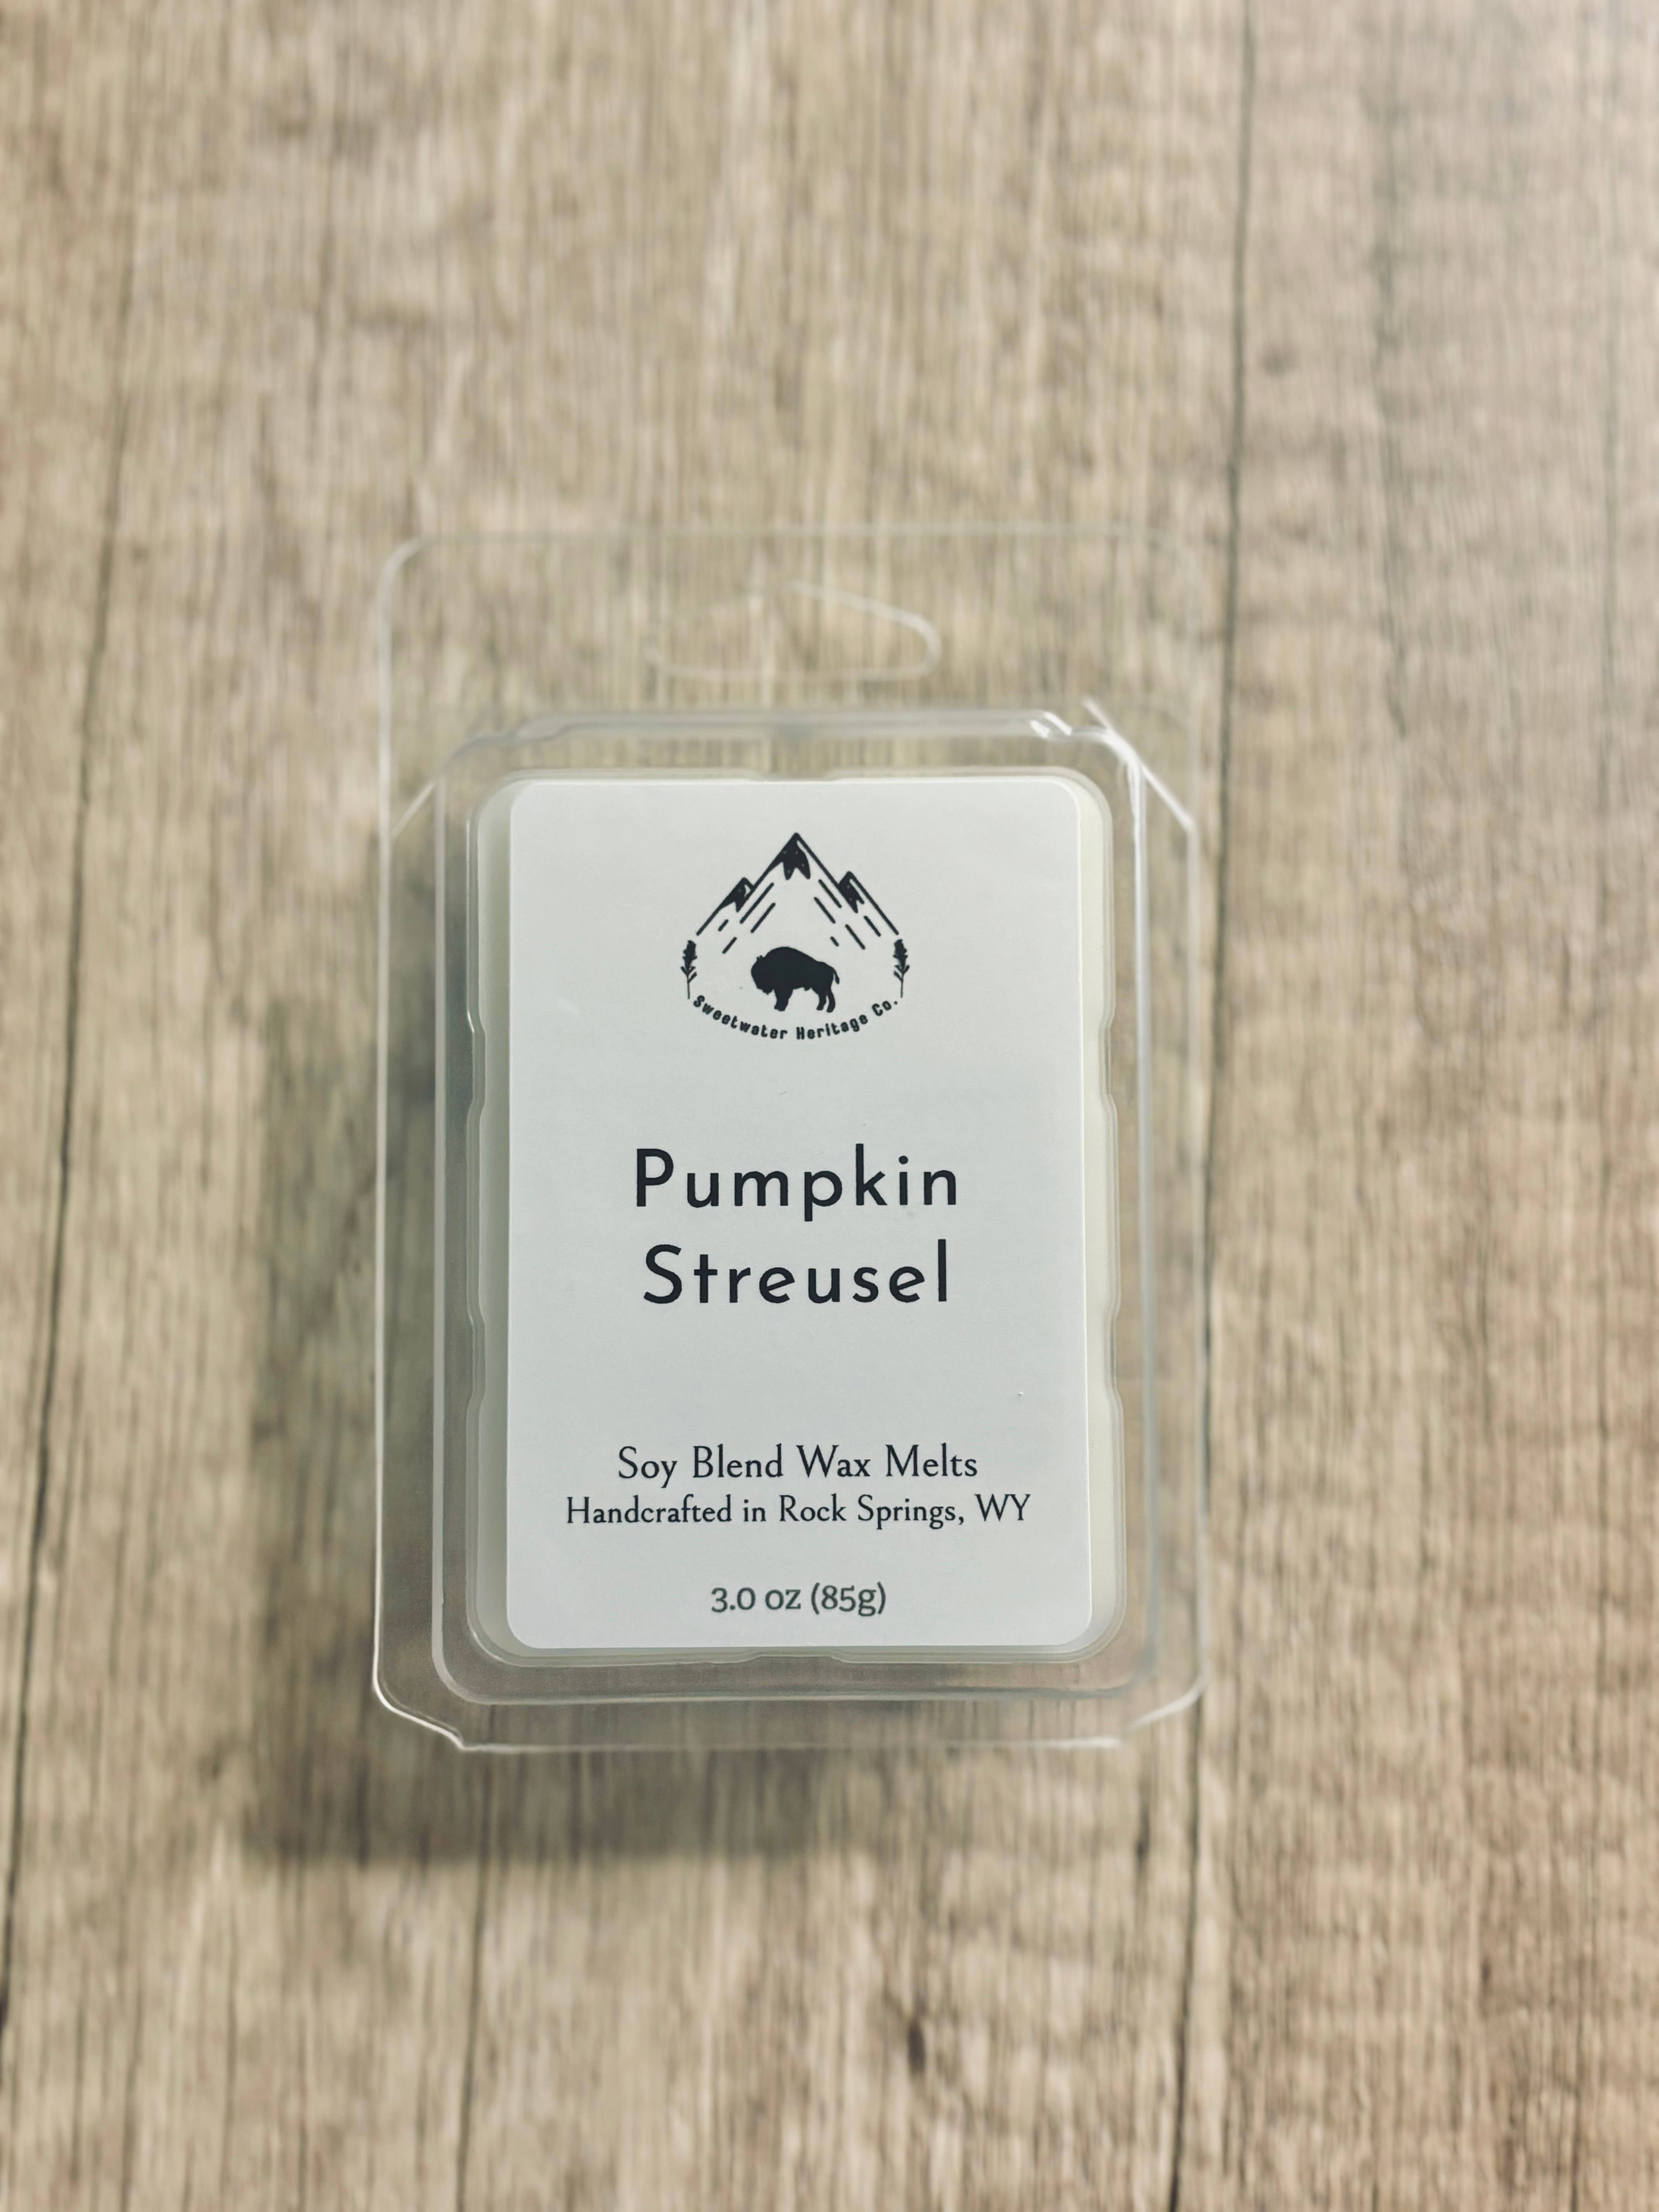 Sweetwater Heritage Co.
Pumpkin
Streusel
Soy Blend Wax Melts
Handcrafted in Rock Springs, WY
3.0 oz (85g)